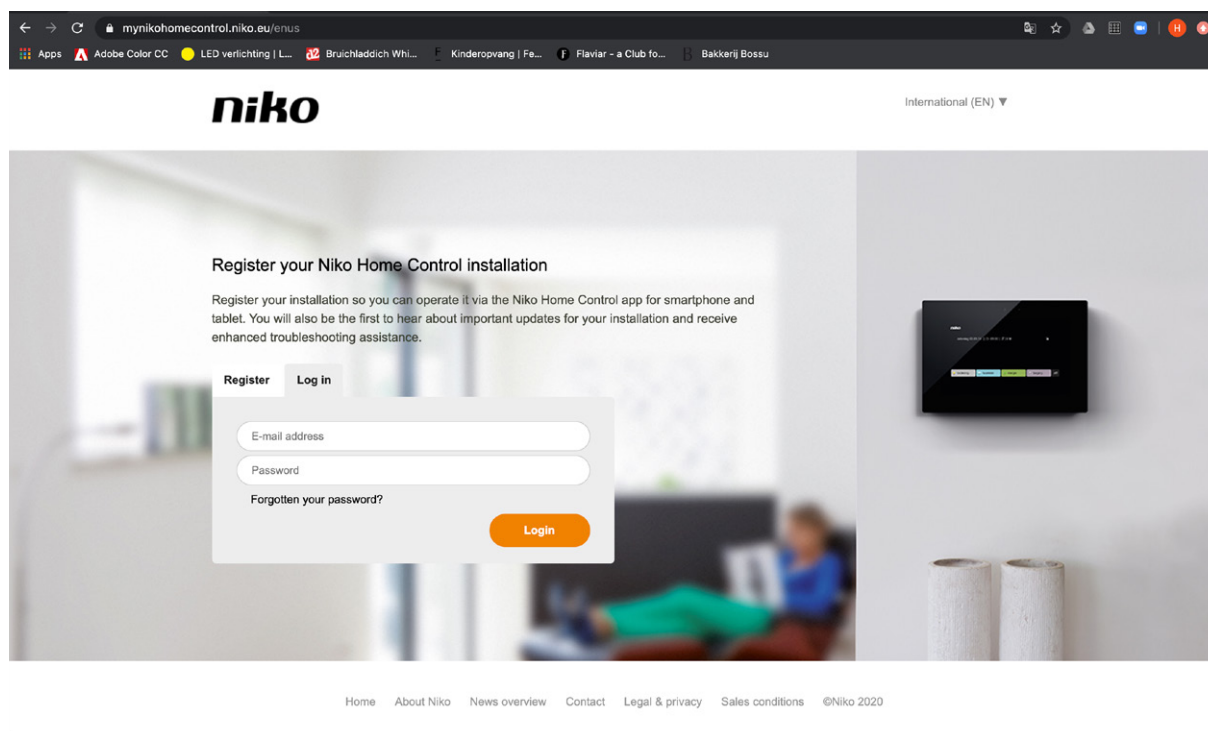 mynikohomecontrol.niko.eu/enus
H
Apps Adobe Color CC LED verlichting | L... Bruichladdich Whi... Kinderopvang | Fe... Flaviar - a Club fo... Bakkerij Bossu
niko
International (EN) ▼
Register your Niko Home Control installation
Register your installation so you can operate it via the Niko Home Control app for smartphone and
tablet. You will also be the first to hear about important updates for your installation and receive
enhanced troubleshooting assistance.
Register Log in
E-mail address
Password
Forgotten your password?
Login
niko
Home About Niko News overview Contact Legal & privacy Sales conditions ©Niko 2020